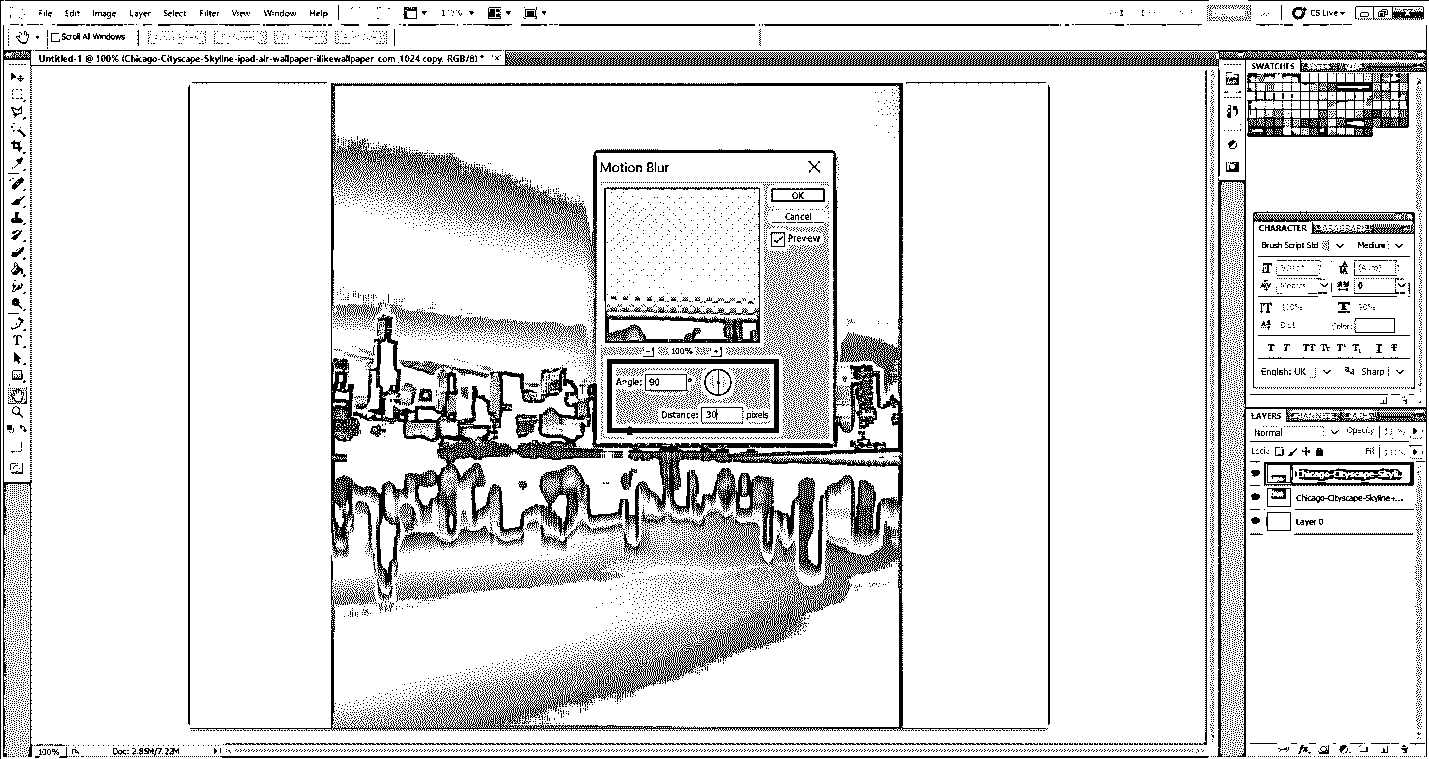 File Edit Image Layer Select Filter View Window Help
CS Live
Scroll All Windows
Untitled-1 @ 100% (Chicago-Cityscape-Skyline-ipad-air-wallpaper-ilikewallpaper_com_1024 copy, RGB/8) *
SWATCHES
Motion Blur
OK
Cancel
Preview
100%
Angle: 90 °
Distance: 30 pixels
CHARACTER
Brush Script Std Medium
0
Color:
English: UK Sharp
LAYERS
Normal Opacity
Lock: Fill
Chicago-Cityscape-Skyli
Chicago-Cityscape-Skyline-...
Layer 0
100% Doc: 2.85M/7.22M